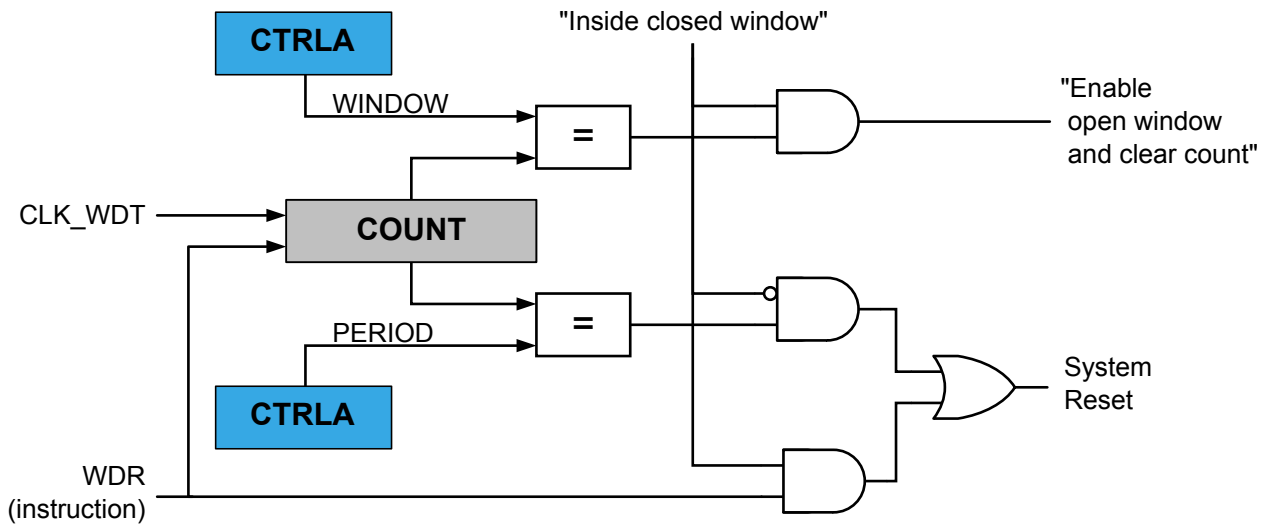 "Inside closed window"
CTRLA
WINDOW
=
"Enable
open window
and clear count"
CLK_WDT
COUNT
=
PERIOD
CTRLA
System
Reset
WDR
(instruction)